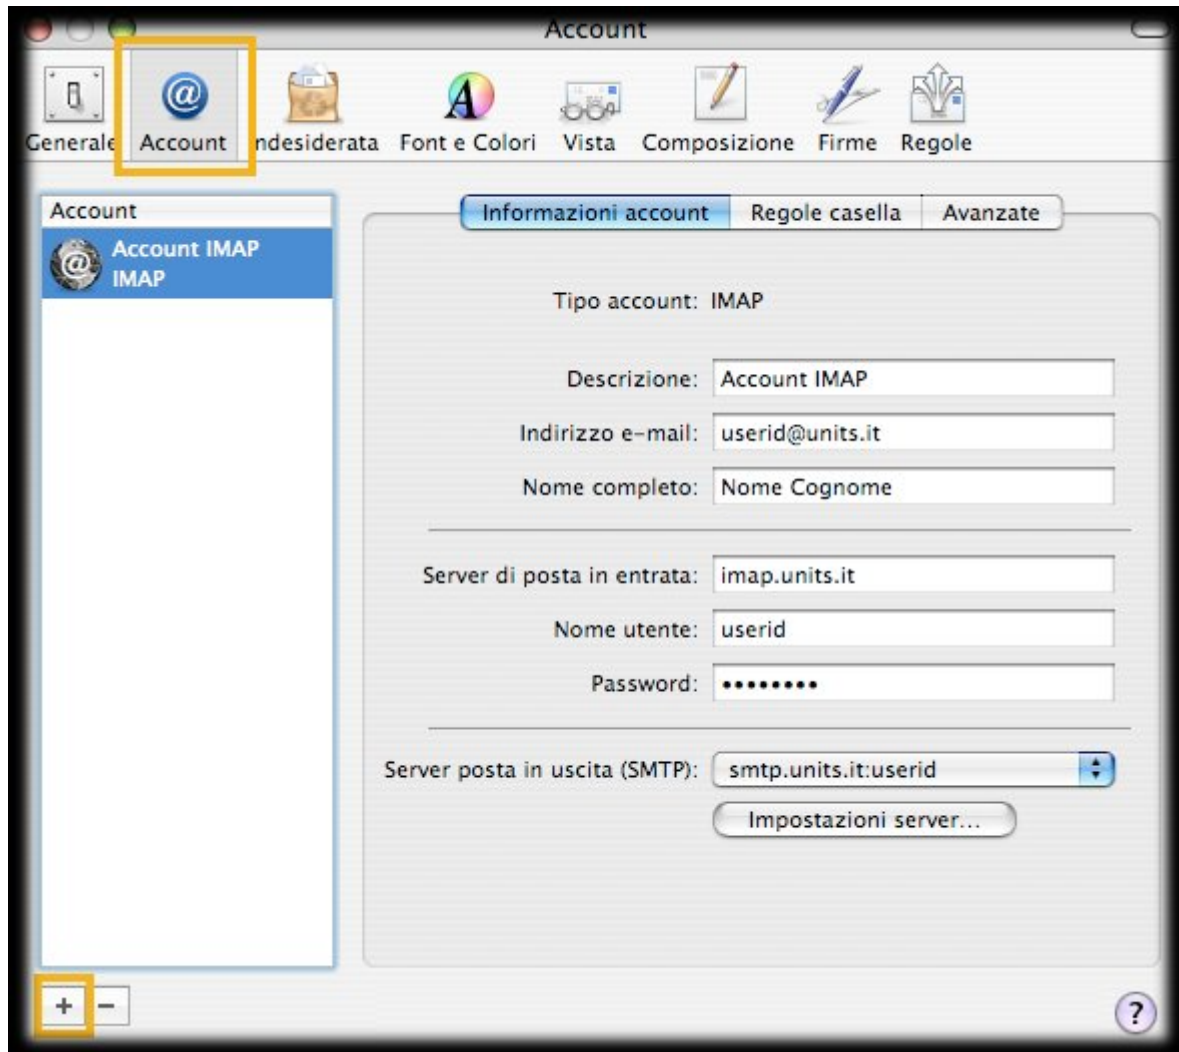 Account
Generale Account ndesiderata Font e Colori Vista Composizione Firme Regole
Account
Account IMAP
IMAP
Informazioni account Regole casella Avanzate
Tipo account: IMAP
Descrizione: Account IMAP
Indirizzo e-mail: userid@units.it
Nome completo: Nome Cognome
Server di posta in entrata: imap.units.it
Nome utente: userid
Password: ••••••••
Server posta in uscita (SMTP): smtp.units.it:userid
Impostazioni server...
+ −
?